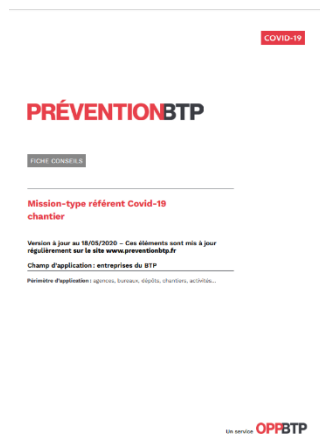 COVID-19
PRÉVENTIONBTP
FICHE CONSEILS
Mission-type référent Covid-19
chantier
Version à jour au 18/05/2020 – Ces éléments sont mis à jour
régulièrement sur le site www.preventionbtp.fr
Champ d'application : entreprises du BTP
Périmètre d'application : agences, bureaux, dépôts, chantiers, activités...
Un service OPPBTP